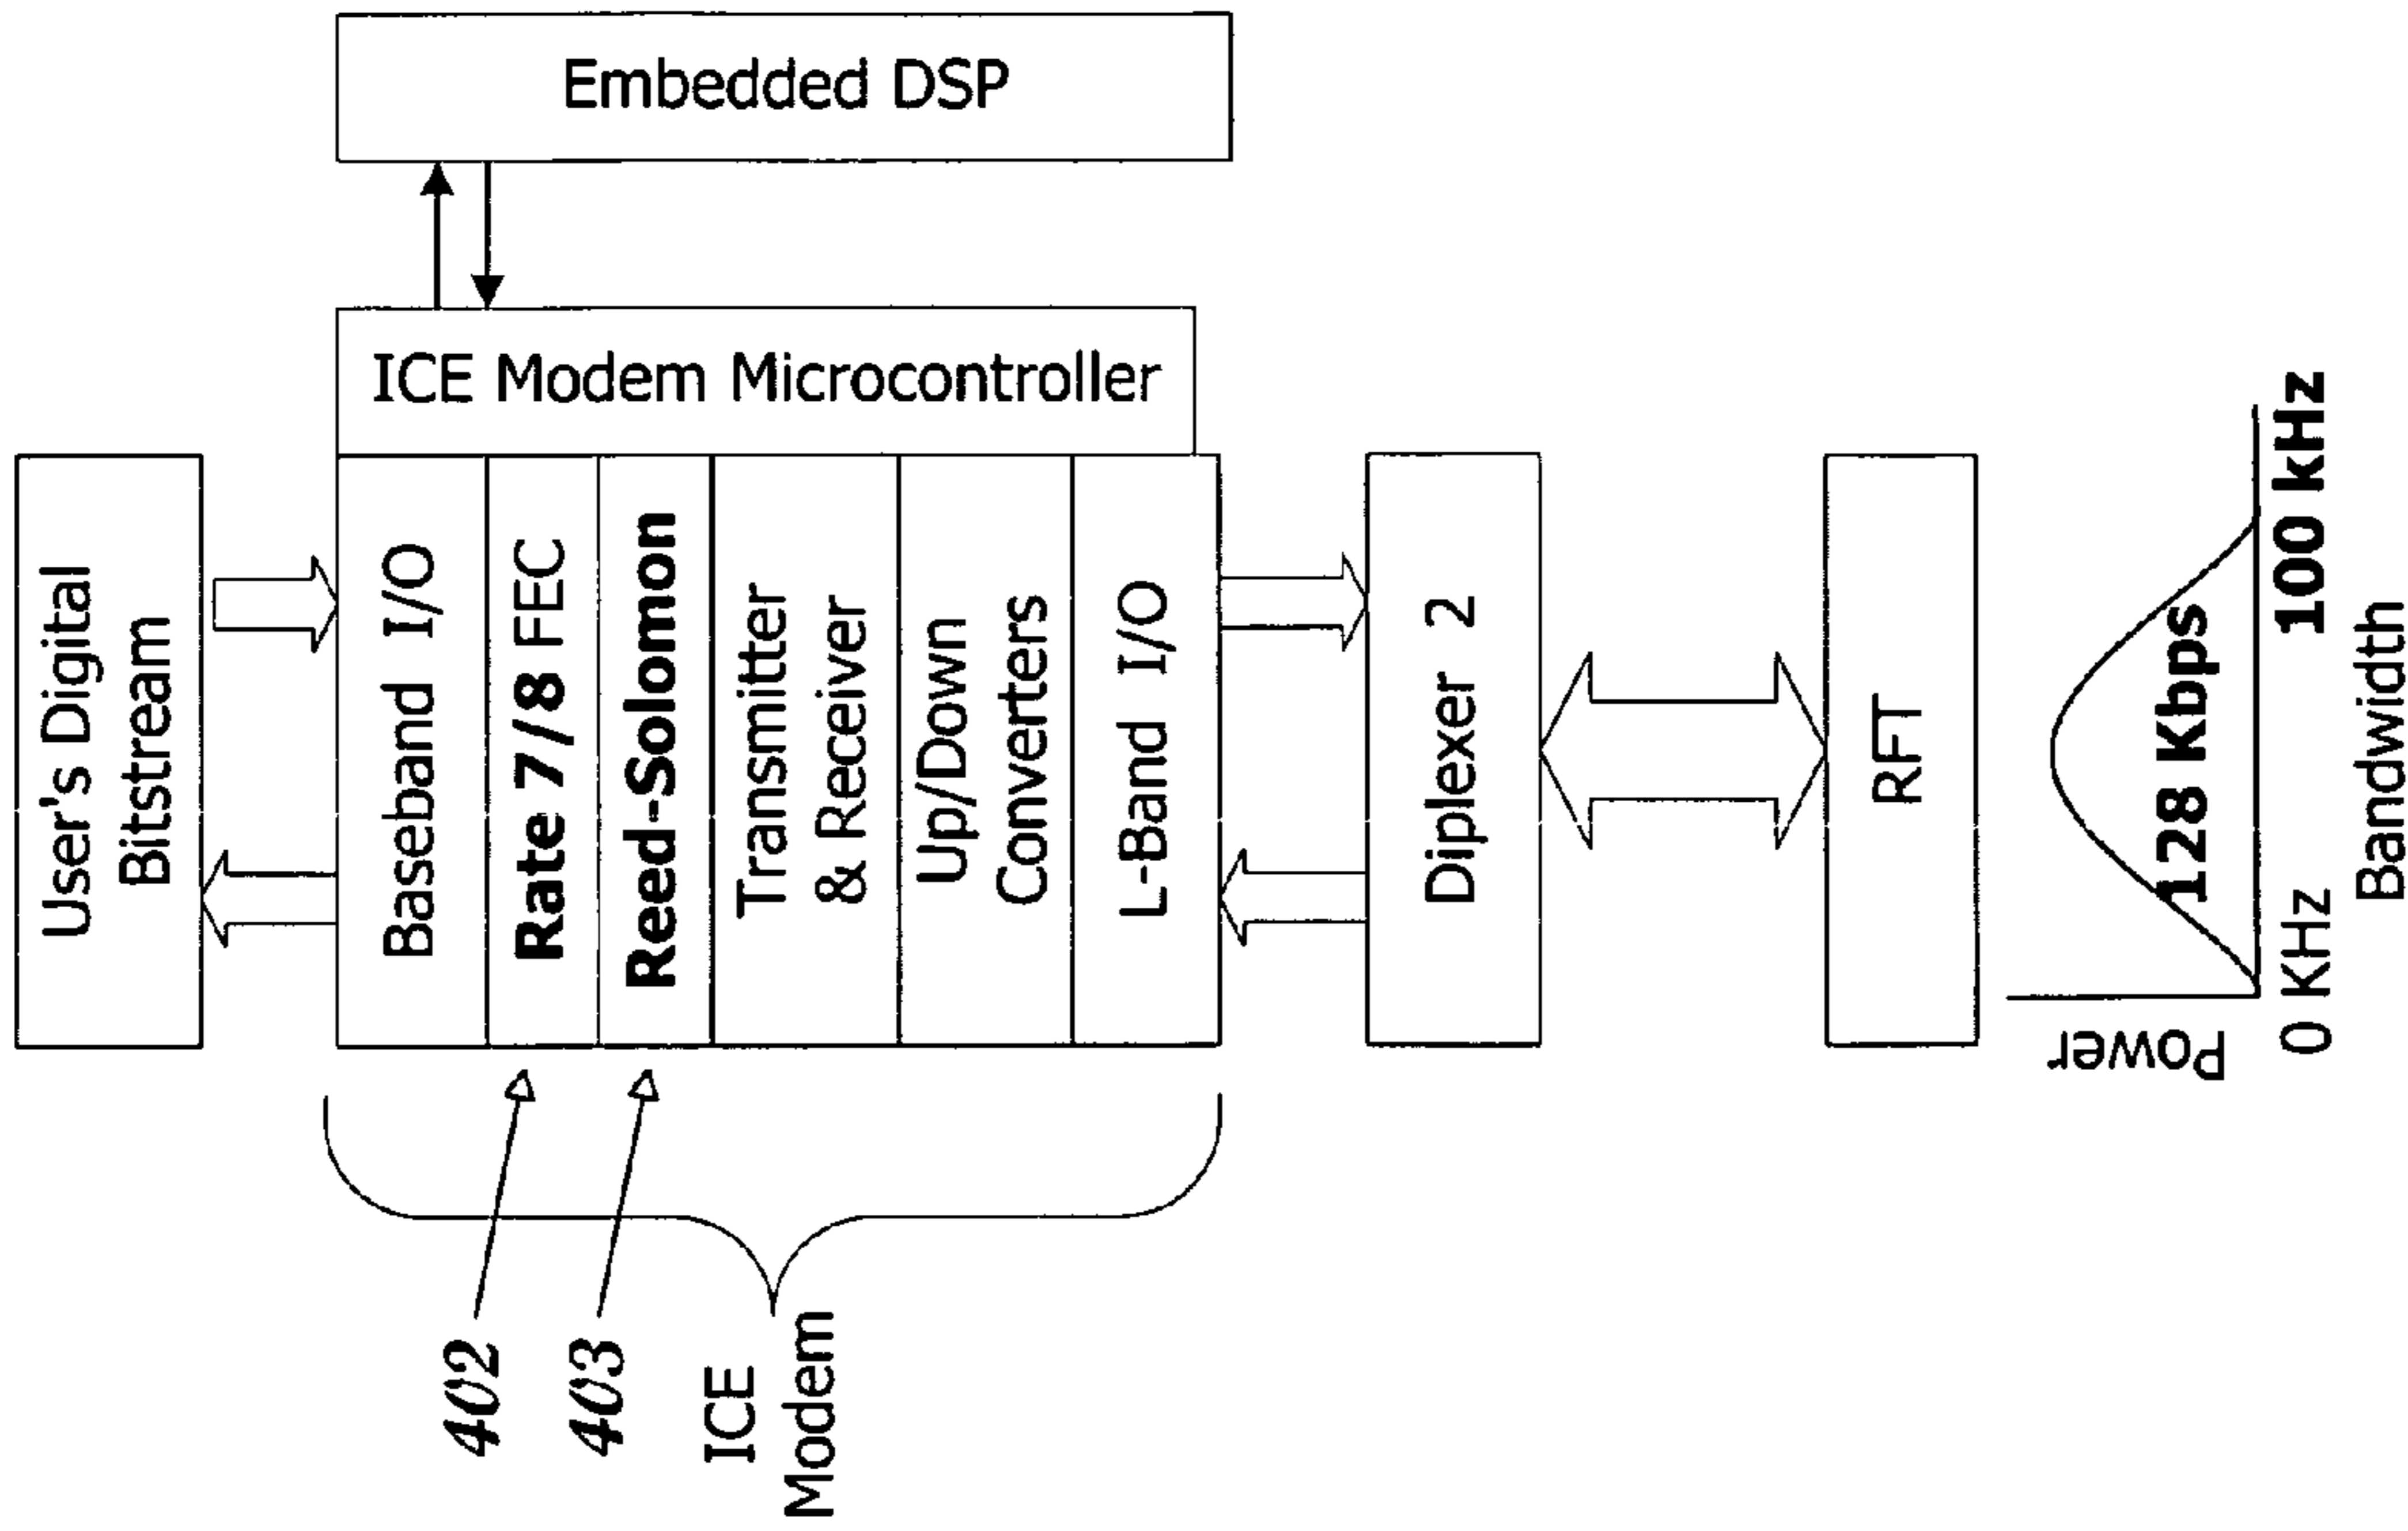 User's Digital
Bitstream
Baseband I/O
Rate 7/8 FEC
Reed-Solomon
Transmitter
& Receiver
Up/Down
Converters
L-Band I/O
ICE Modem Microcontroller
Embedded DSP
402
403
ICE
Modem
Diplexer 2
RFT
Power
128 Kbps
0 KHz
100 kHz
Bandwidth